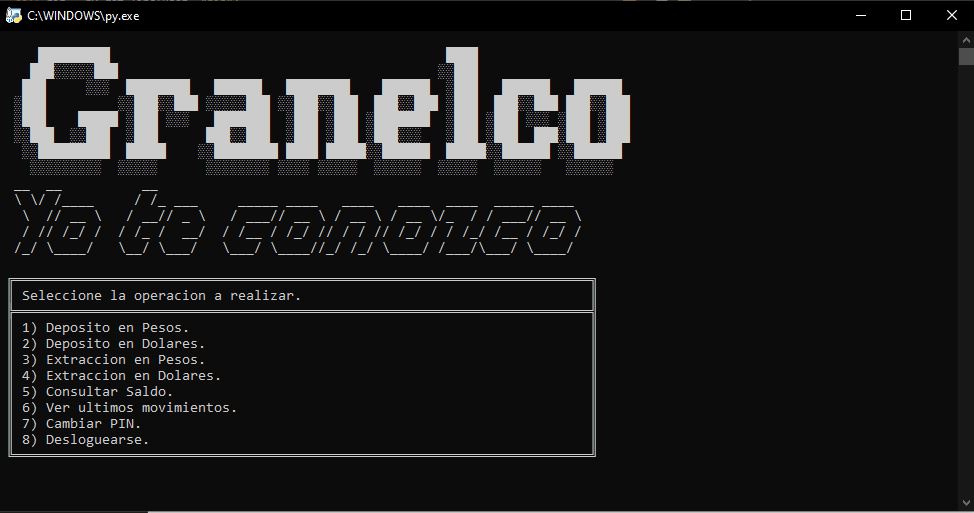 C:\WINDOWS\py.exe
Granelco
Yo te conozco
Seleccione la operacion a realizar.
1) Deposito en Pesos.
2) Deposito en Dolares.
3) Extraccion en Pesos.
4) Extraccion en Dolares.
5) Consultar Saldo.
6) Ver ultimos movimientos.
7) Cambiar PIN.
8) Desloguearse.